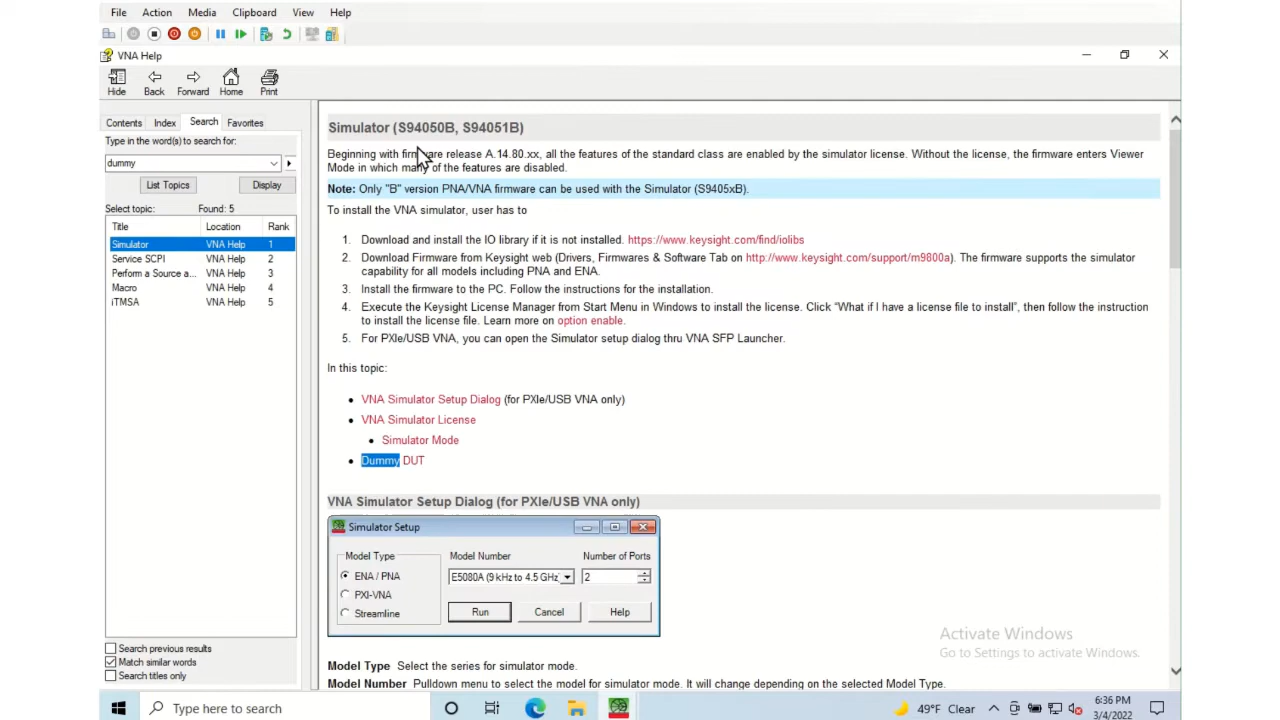 File Action Media Clipboard View Help
VNA Help
Hide Back Forward Home Print
Contents Index Search Favorites
Type in the word(s) to search for:
dummy
List Topics Display
Select topic: Found: 5
Title Location Rank
Simulator VNA Help 1
Service SCPI VNA Help 2
Perform a Source a... VNA Help 3
Macro VNA Help 4
iTMSA VNA Help 5
Search previous results
Match similar words
Search titles only
Simulator (S94050B, S94051B)
Beginning with firmware release A.14.80.xx, all the features of the standard class are enabled by the simulator license. Without the license, the firmware enters Viewer
Mode in which many of the features are disabled.
Note: Only "B" version PNA/VNA firmware can be used with the Simulator (S9405xB).
To install the VNA simulator, user has to
1. Download and install the IO library if it is not installed. https://www.keysight.com/find/iolibs
2. Download Firmware from Keysight web (Drivers, Firmwares & Software Tab on http://www.keysight.com/support/m9800a). The firmware supports the simulator
capability for all models including PNA and ENA.
3. Install the firmware to the PC. Follow the instructions for the installation.
4. Execute the Keysight License Manager from Start Menu in Windows to install the license. Click “What if I have a license file to install”, then follow the instruction
to install the license file. Learn more on option enable.
5. For PXIe/USB VNA, you can open the Simulator setup dialog thru VNA SFP Launcher.
In this topic:
• VNA Simulator Setup Dialog (for PXIe/USB VNA only)
• VNA Simulator License
• Simulator Mode
• Dummy DUT
VNA Simulator Setup Dialog (for PXIe/USB VNA only)
Simulator Setup
Model Type Model Number Number of Ports
ENA / PNA E5080A (9 kHz to 4.5 GHz) 2
PXI-VNA
Streamline Run Cancel Help
Activate Windows
Go to Settings to activate Windows.
Model Type Select the series for simulator mode.
Model Number Pulldown menu to select the model for simulator mode. It will change depending on the selected Model Type.
Type here to search
49°F Clear
6:36 PM
3/4/2022